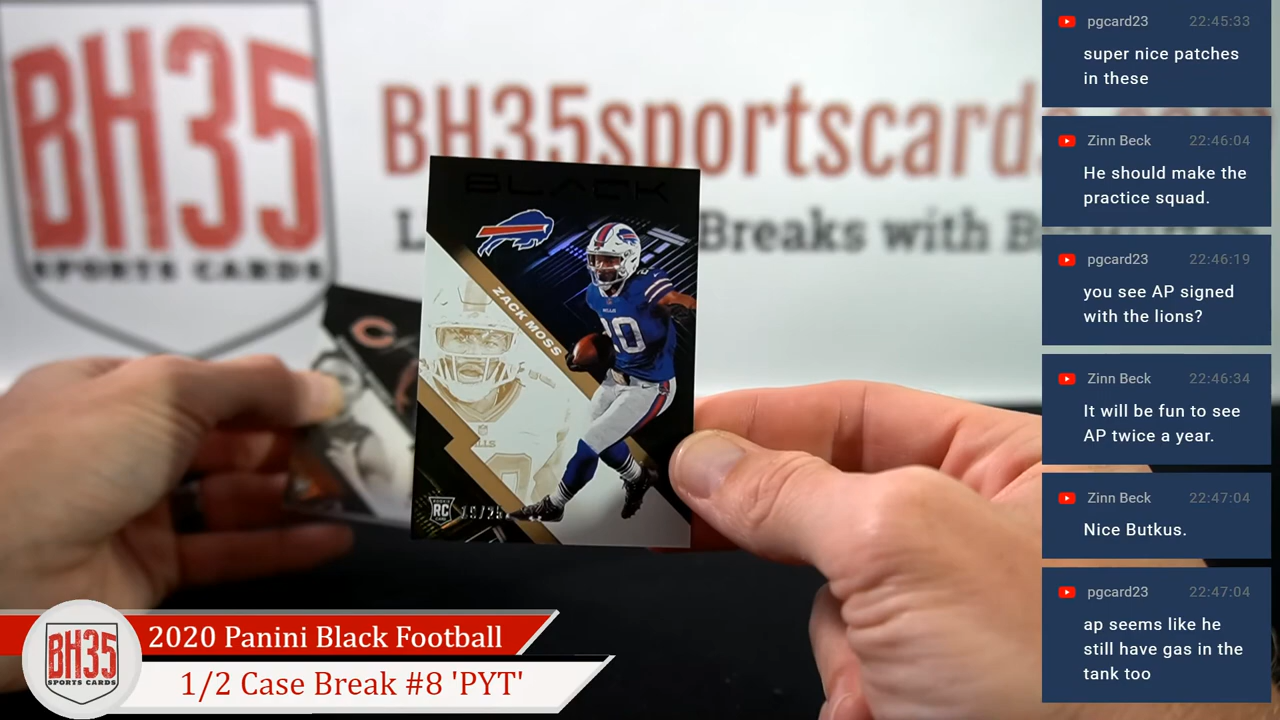 BH35
SPORTS CARDS
BH35sportscards
Breaks with
BLACK
ZACK MOSS
RC
BH35
SPORTS CARDS
2020 Panini Black Football
1/2 Case Break #8 'PYT'
pgcard23 22:45:33
super nice patches
in these
Zinn Beck 22:46:04
He should make the
practice squad.
pgcard23 22:46:19
you see AP signed
with the lions?
Zinn Beck 22:46:34
It will be fun to see
AP twice a year.
Zinn Beck 22:47:04
Nice Butkus.
pgcard23 22:47:04
ap seems like he
still have gas in the
tank too